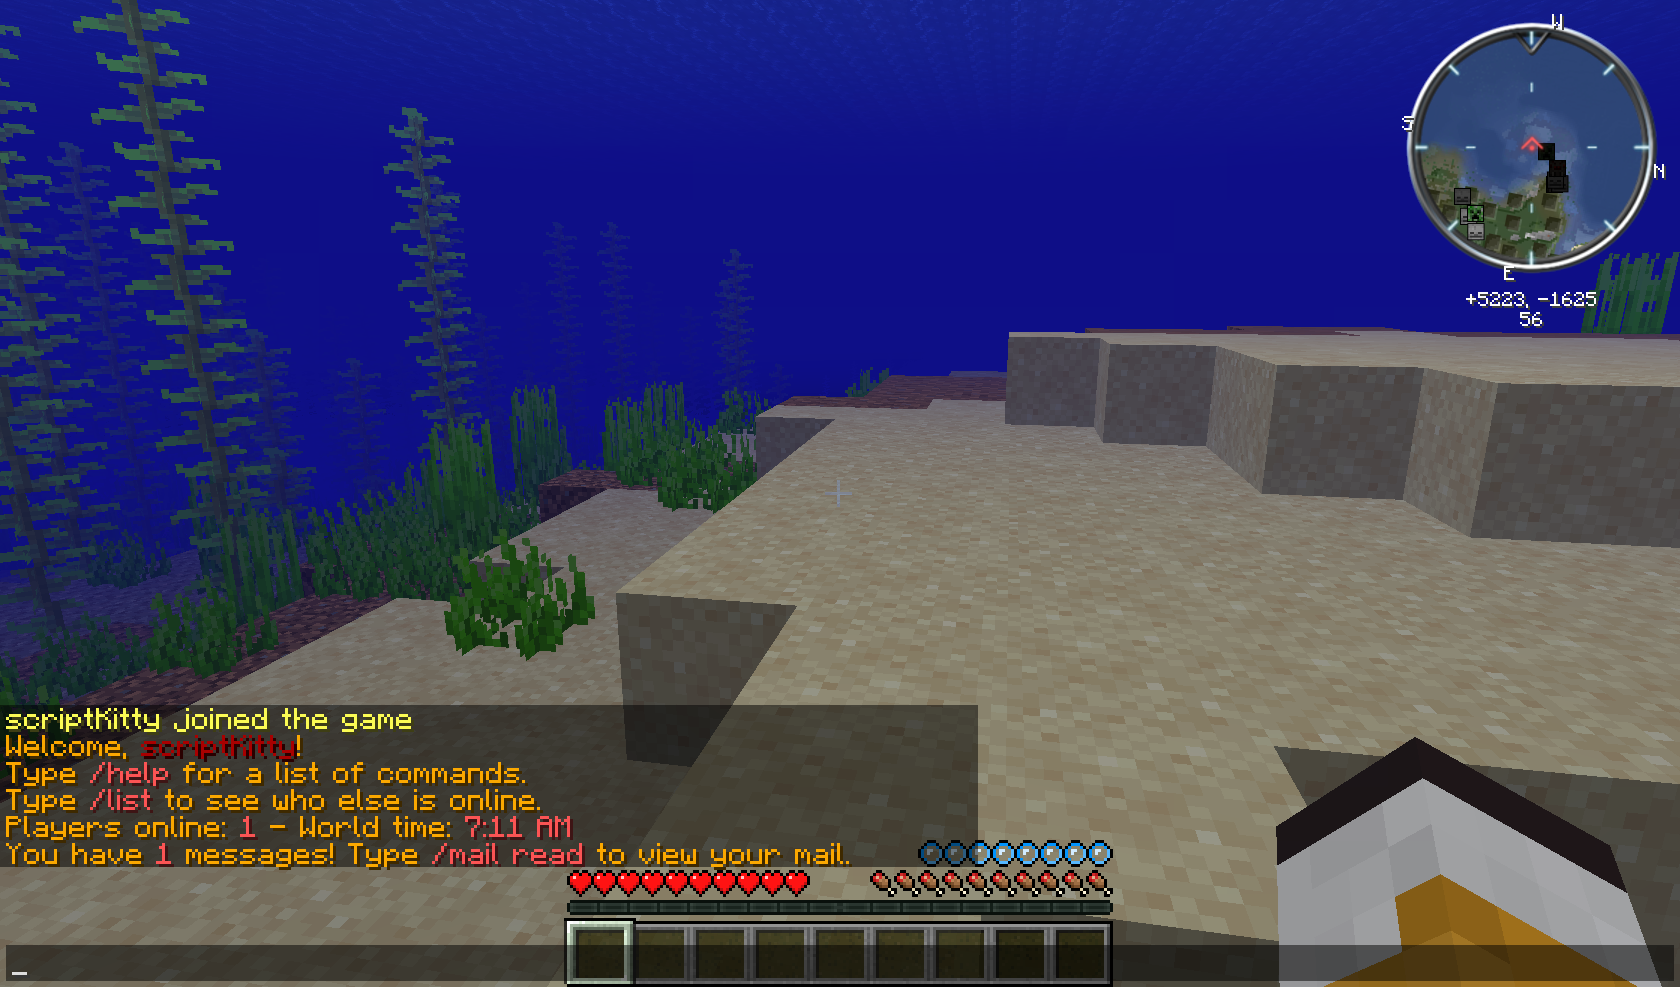 W
S
N
E
+5223, -1625
56
scriptKitty joined the game
Welcome, scriptKitty!
Type /help for a list of commands.
Type /list to see who else is online.
Players online: 1 - World time: 7:11 AM
You have 1 messages! Type /mail read to view your mail.
_